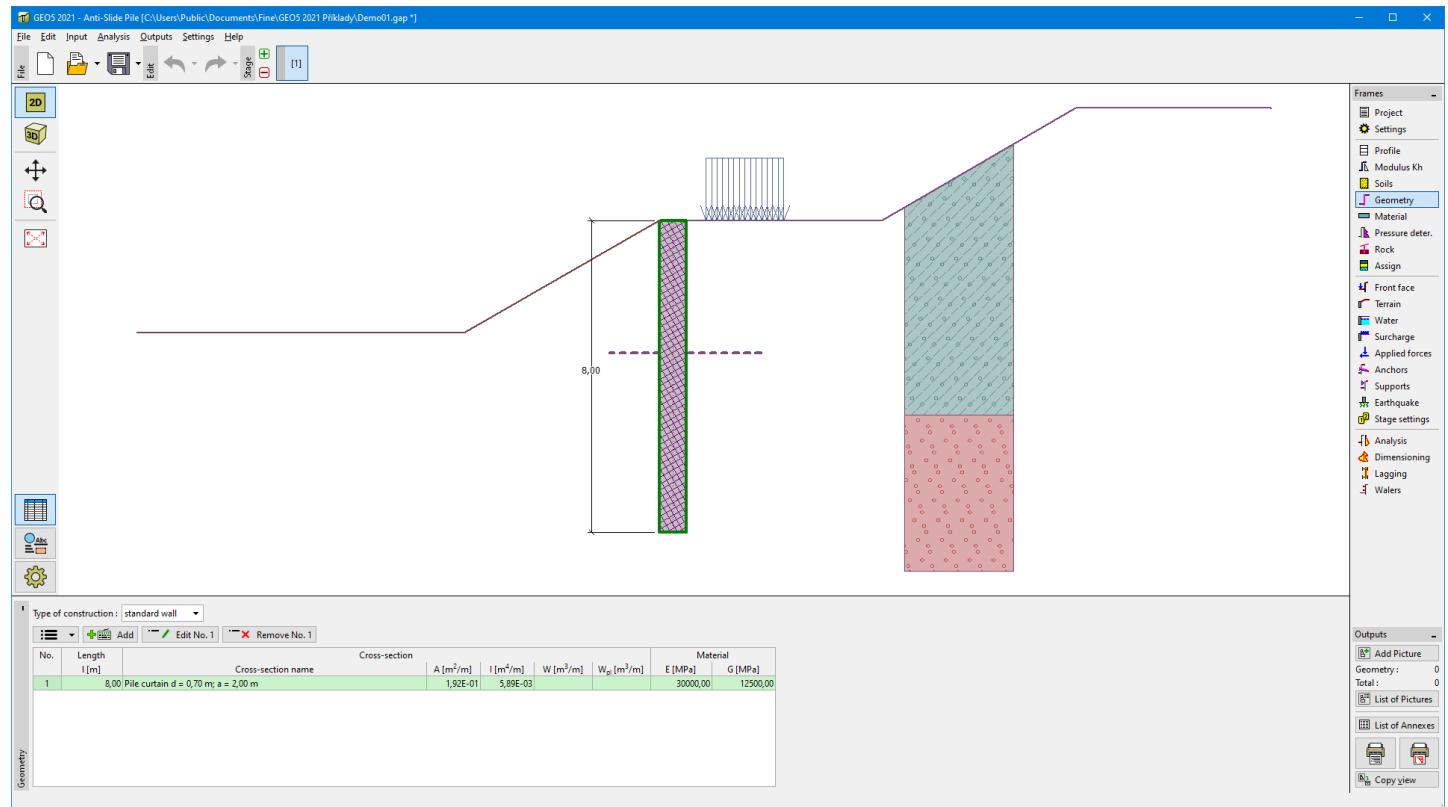 GEO5 2021 - Anti-Slide Pile [C:\Users\Public\Documents\Fine\GEO5 2021 Příklady\Demo01.gap *]
File Edit Input Analysis Outputs Settings Help
File
Edit
Stage
[1]
2D
3D
Abc
8,00
Frames
Project
Settings
Profile
Modulus Kh
Soils
Geometry
Material
Pressure deter.
Rock
Assign
Front face
Terrain
Water
Surcharge
Applied forces
Anchors
Supports
Earthquake
Stage settings
Analysis
Dimensioning
Lagging
Walers
Geometry
Type of construction : standard wall
Add Edit No. 1 Remove No. 1
No. Length Cross-section Material
l [m] Cross-section name A [m²/m] I [m⁴/m] W [m³/m] Wpl [m³/m] E [MPa] G [MPa]
1 8,00 Pile curtain d = 0,70 m; a = 2,00 m 1,92E-01 5,89E-03 30000,00 12500,00
Outputs
Add Picture
Geometry : 0
Total : 0
List of Pictures
List of Annexes
Copy view